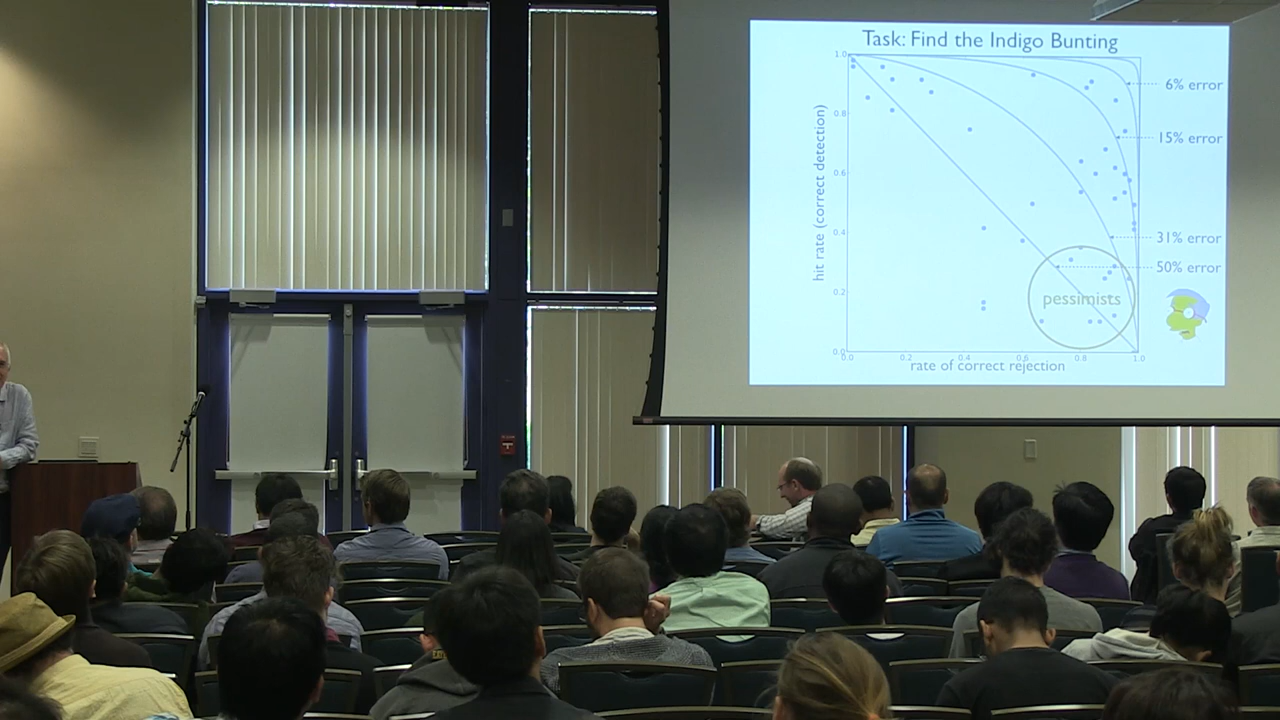 Task: Find the Indigo Bunting
1.0
0.8
0.6
0.4
0.2
0.0
hit rate (correct detection)
6% error
15% error
31% error
50% error
pessimists
0.0 0.2 0.4 0.6 0.8 1.0
rate of correct rejection